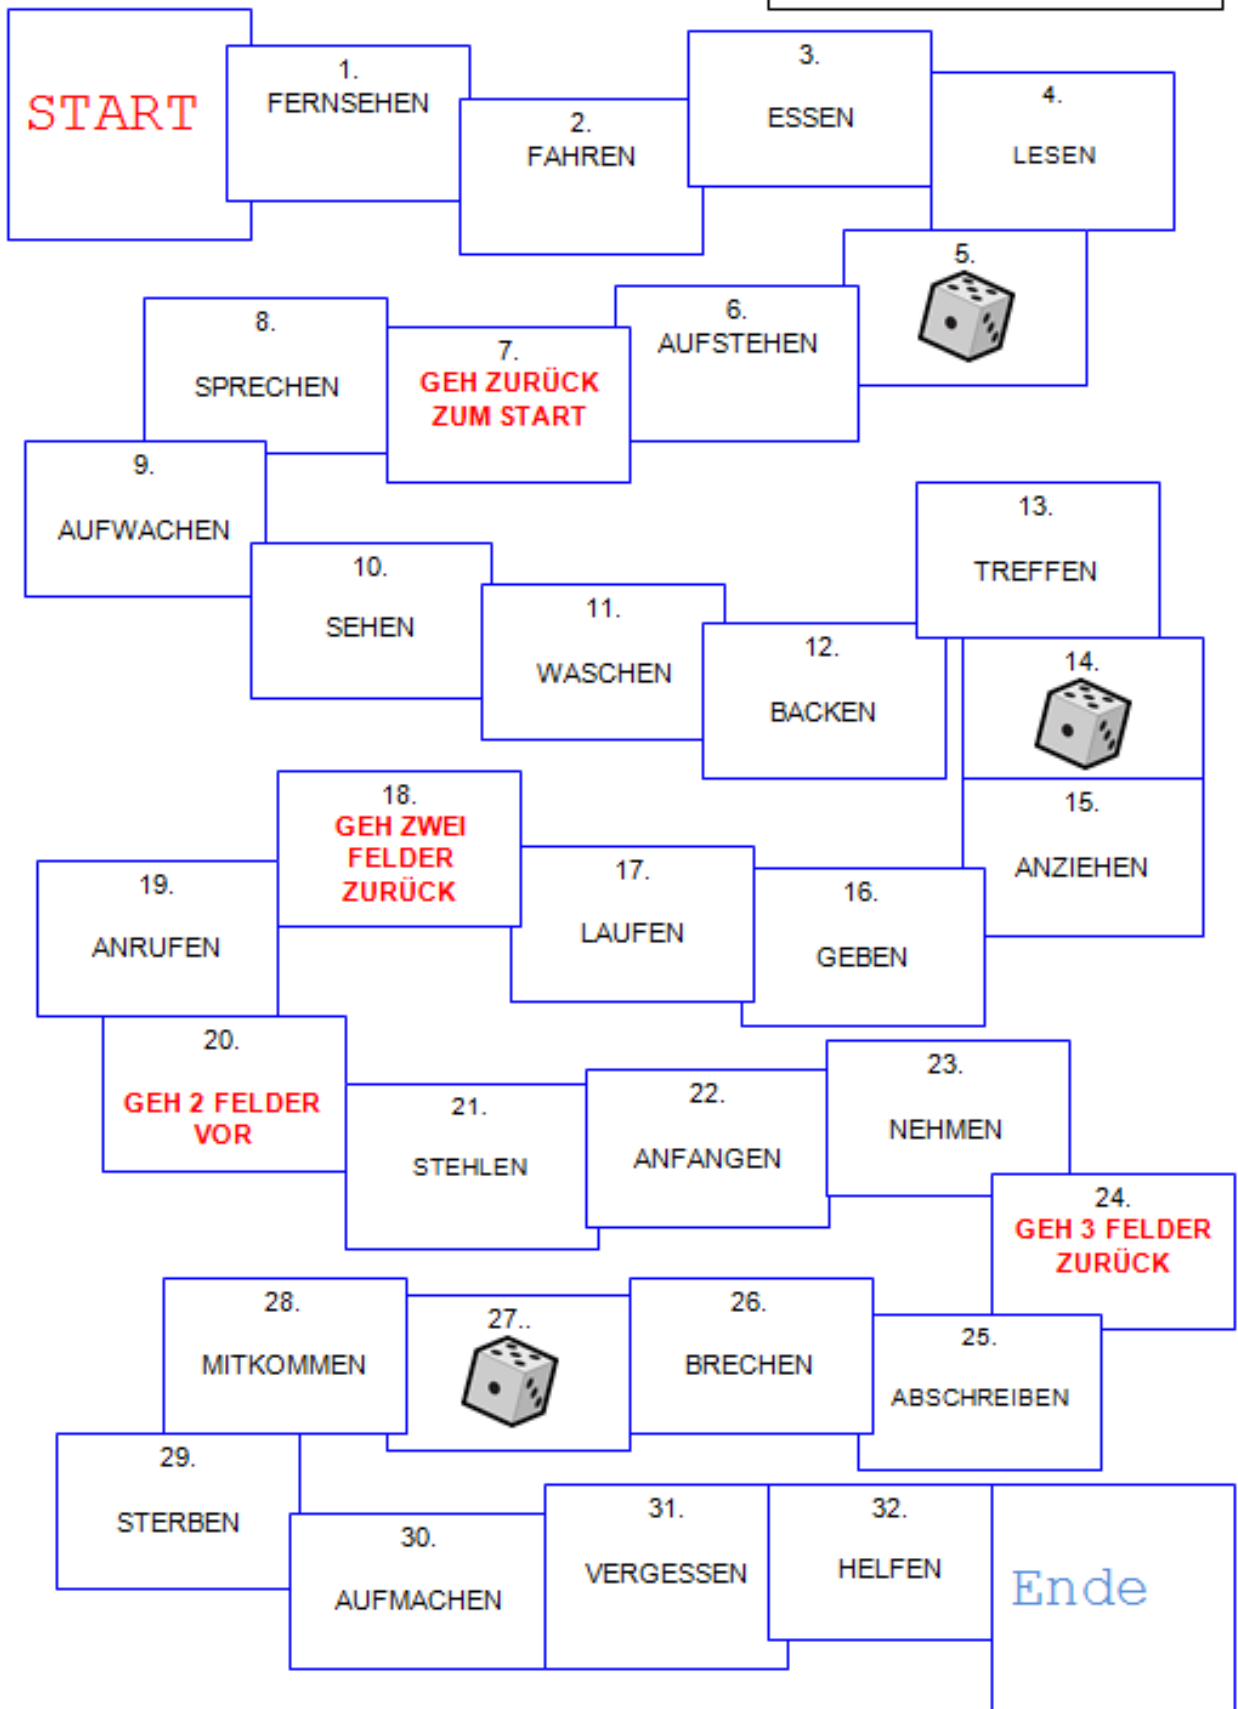 START
1.
FERNSEHEN
2.
FAHREN
3.
ESSEN
4.
LESEN
5.
6.
AUFSTEHEN
7.
GEH ZURÜCK
ZUM START
8.
SPRECHEN
9.
AUFWACHEN
10.
SEHEN
11.
WASCHEN
12.
BACKEN
13.
TREFFEN
14.
15.
ANZIEHEN
16.
GEBEN
17.
LAUFEN
18.
GEH ZWEI
FELDER
ZURÜCK
19.
ANRUFEN
20.
GEH 2 FELDER
VOR
21.
STEHLEN
22.
ANFANGEN
23.
NEHMEN
24.
GEH 3 FELDER
ZURÜCK
25.
ABSCHREIBEN
26.
BRECHEN
27..
28.
MITKOMMEN
29.
STERBEN
30.
AUFMACHEN
31.
VERGESSEN
32.
HELFEN
Ende